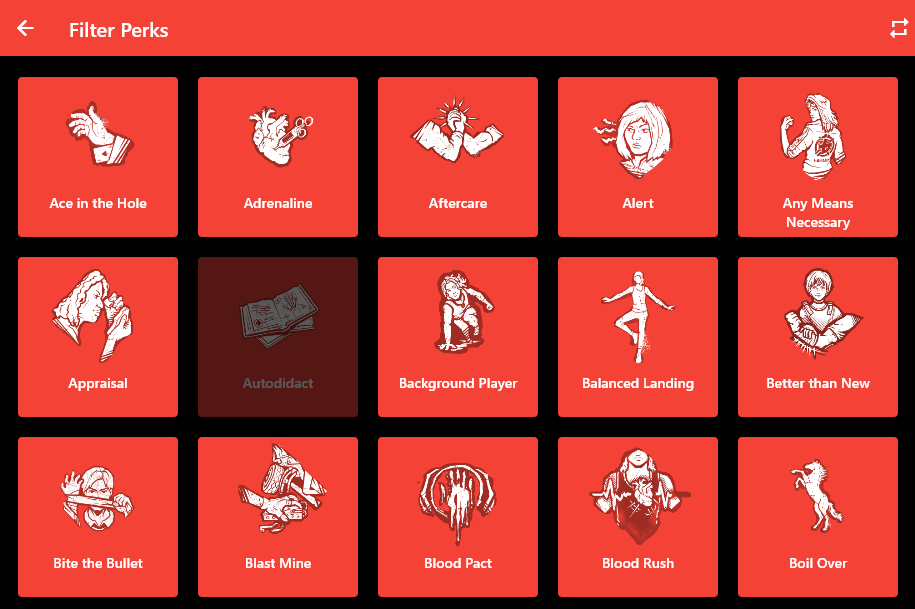 Filter Perks
Ace in the Hole
Adrenaline
Aftercare
Alert
Any Means
Necessary
Appraisal
Autodidact
Background Player
Balanced Landing
Better than New
Bite the Bullet
Blast Mine
Blood Pact
Blood Rush
Boil Over